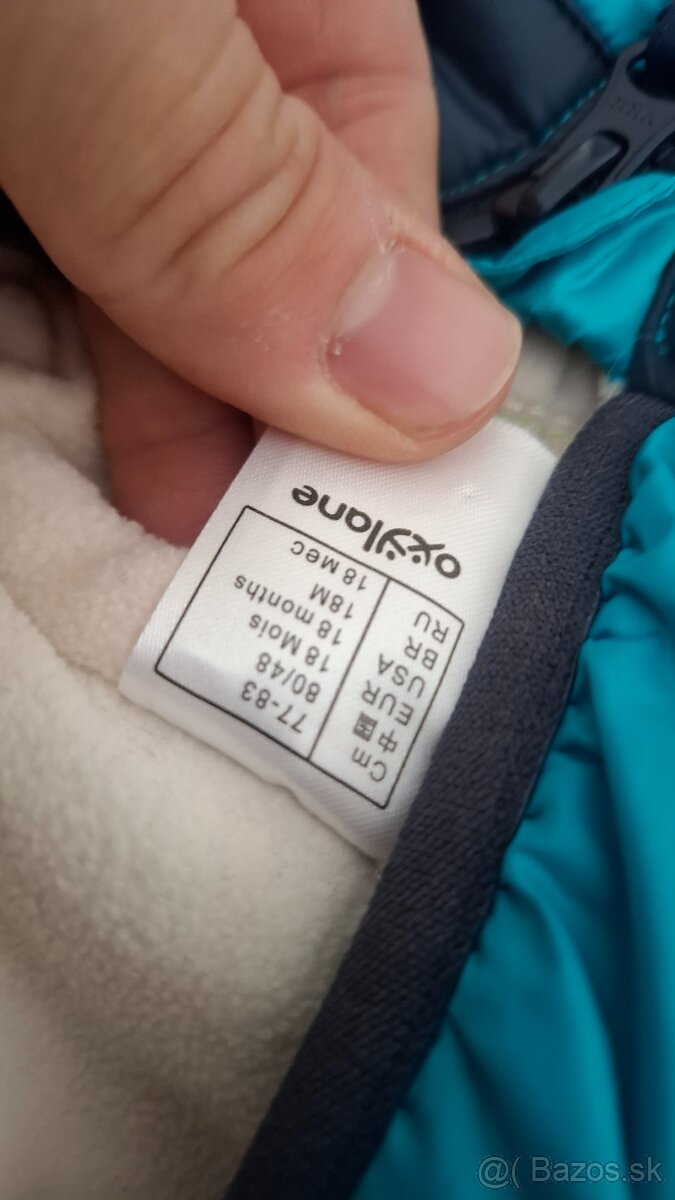 Cm 77-83
中國 80/48
EUR 18 Mois
USA 18 months
BR 18M
RU 18 мес
oxylane
@( Bazos.sk